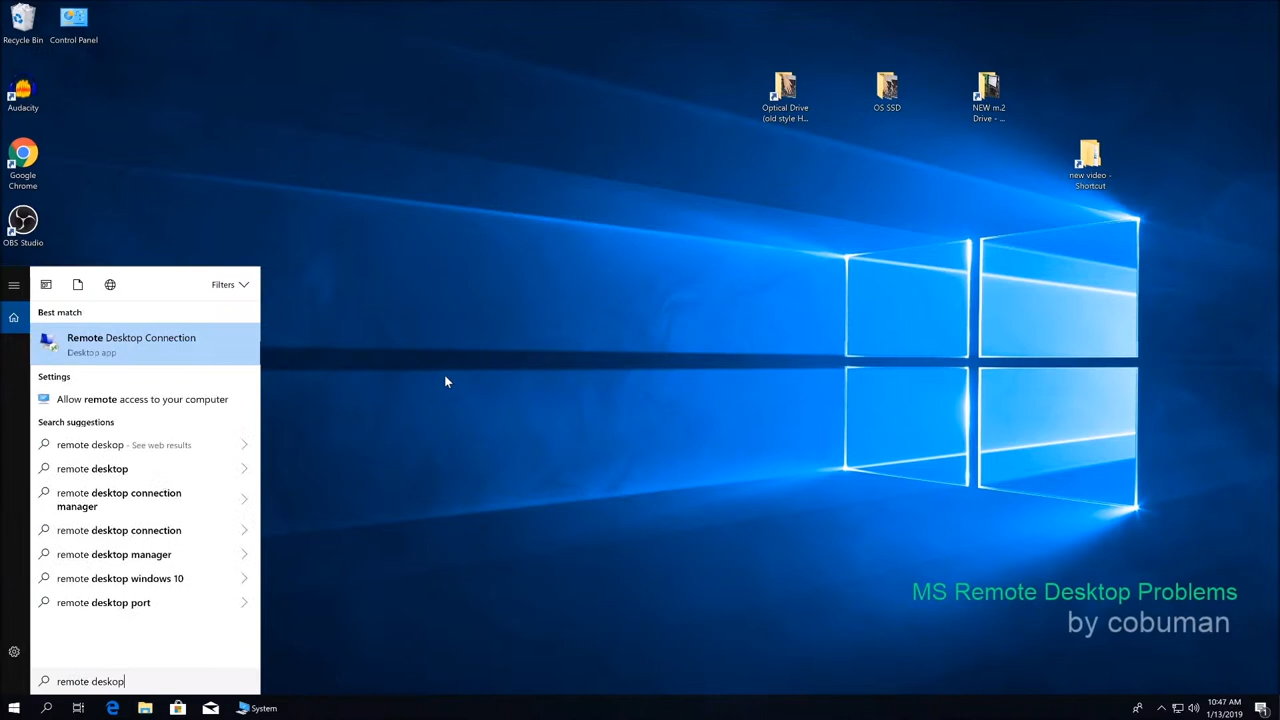 Recycle Bin
Control Panel
Audacity
Google
Chrome
OBS Studio
Optical Drive
(old style H...
OS SSD
NEW m.2
Drive - ...
new video -
Shortcut
Filters
Best match
Remote Desktop Connection
Desktop app
Settings
Allow remote access to your computer
Search suggestions
remote deskop - See web results
remote desktop
remote desktop connection
manager
remote desktop connection
remote desktop manager
remote desktop windows 10
remote desktop port
remote deskop
MS Remote Desktop Problems
by cobuman
System
10:47 AM
1/13/2019
1